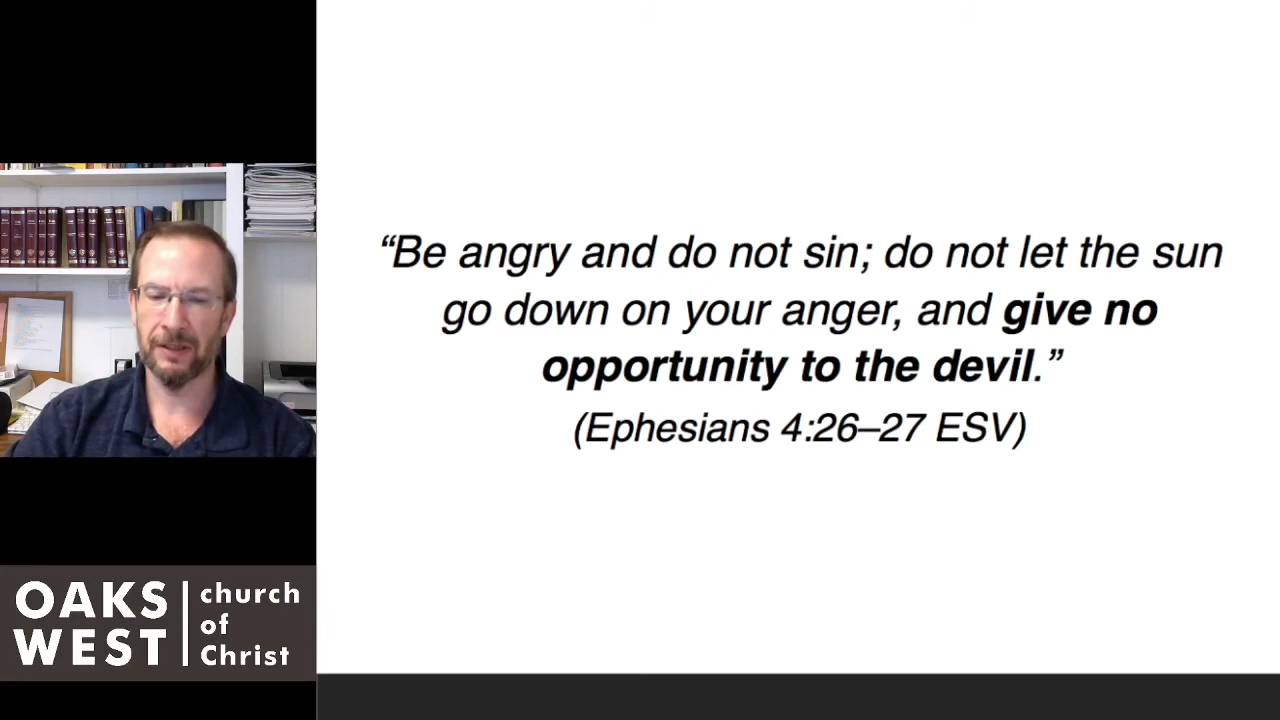 “Be angry and do not sin; do not let the sun
go down on your anger, and give no
opportunity to the devil.”
(Ephesians 4:26–27 ESV)
OAKS
WEST
church
of
Christ